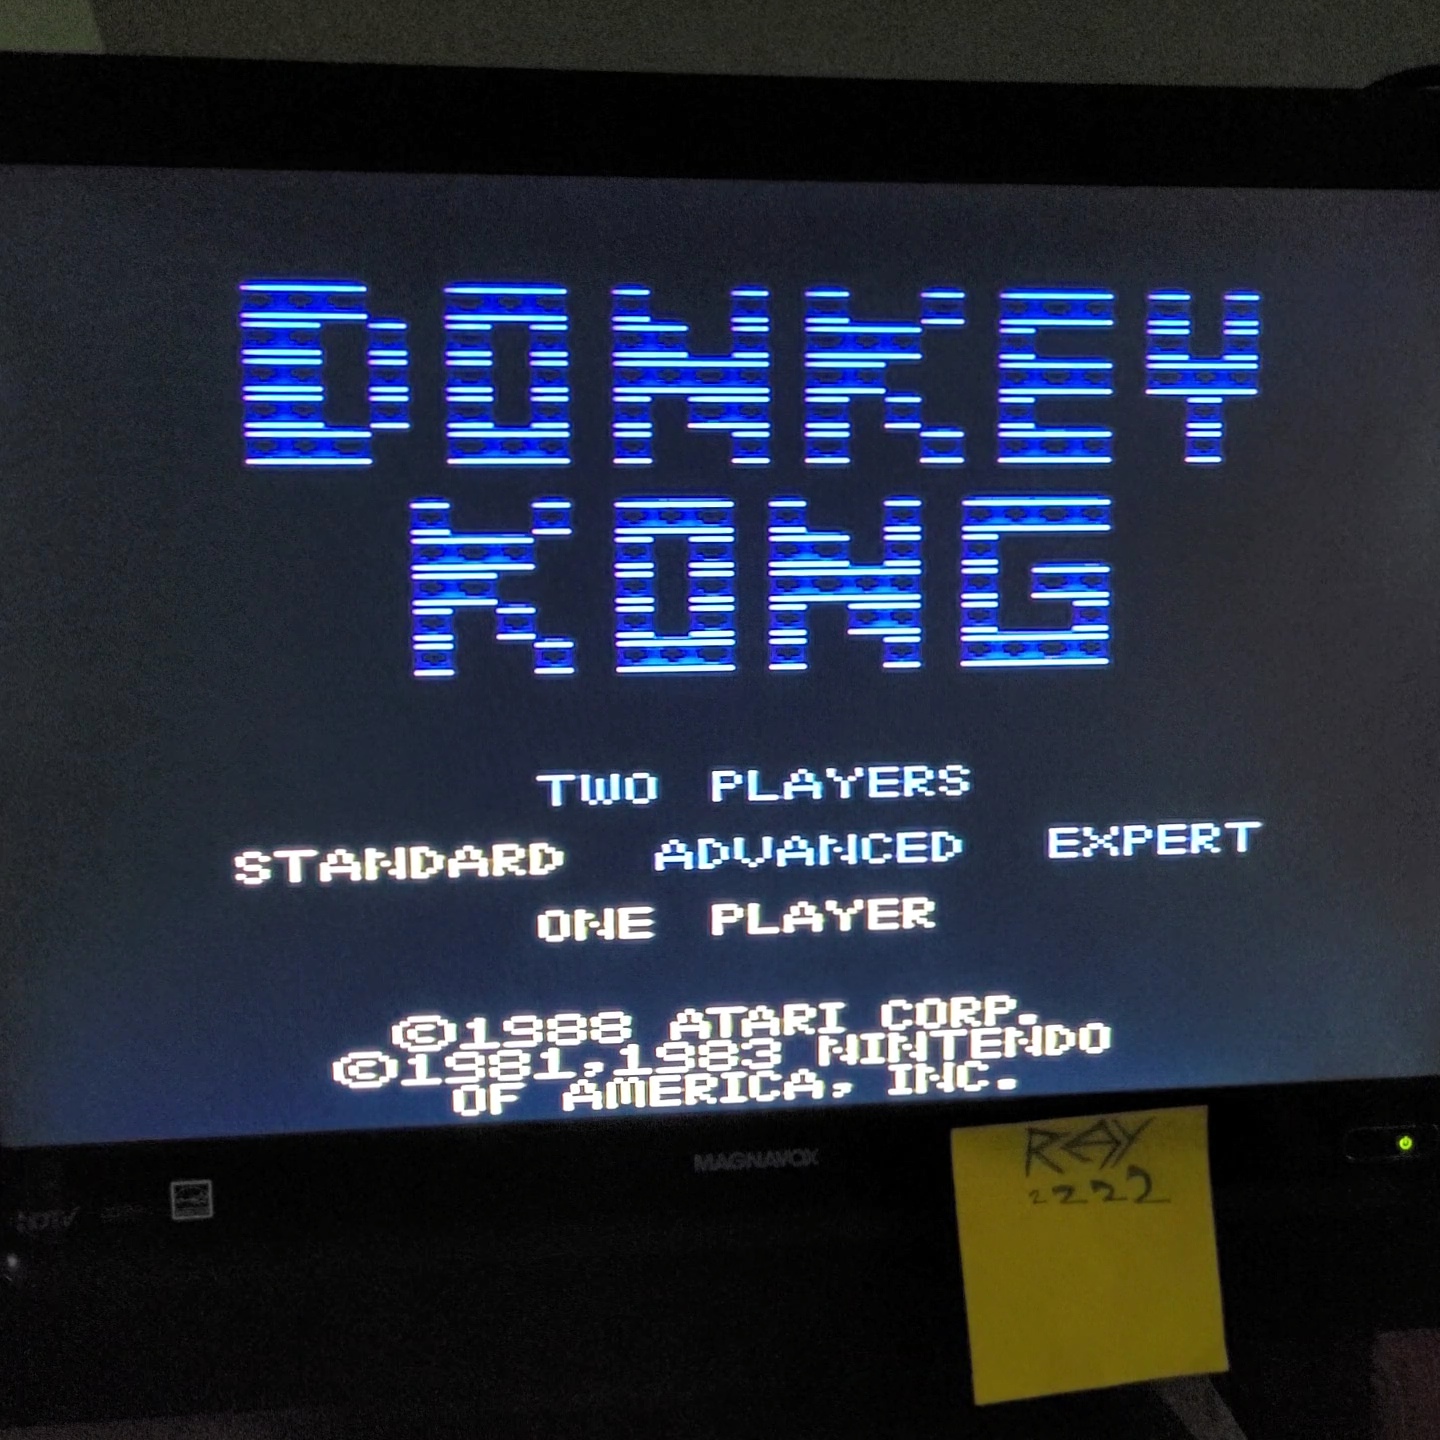 DONKEY
KONG
TWO PLAYERS
STANDARD ADVANCED EXPERT
ONE PLAYER
©1988 ATARI CORP.
©1981,1983 NINTENDO
OF AMERICA, INC.
MAGNAVOX
HDTV
RAY
2222